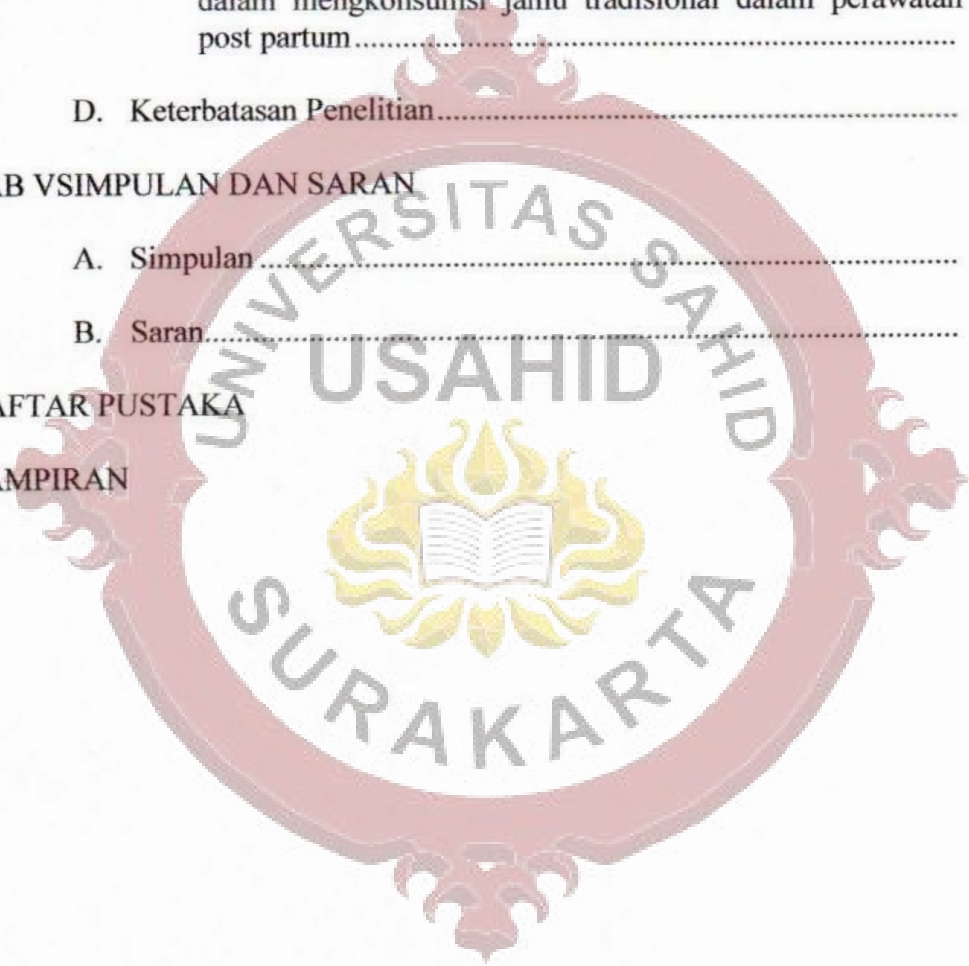 dalam mengkonsumsi jamu tradisional dalam perawatan
post partum................................................................
D. Keterbatasan Penelitian................................................................
AB VSIMPULAN DAN SARAN
A. Simpulan ................................................................
B. Saran................................................................
AFTAR PUSTAKA
AMPIRAN
UNIVERSITAS SAHID
USAHID
SURAKARTA